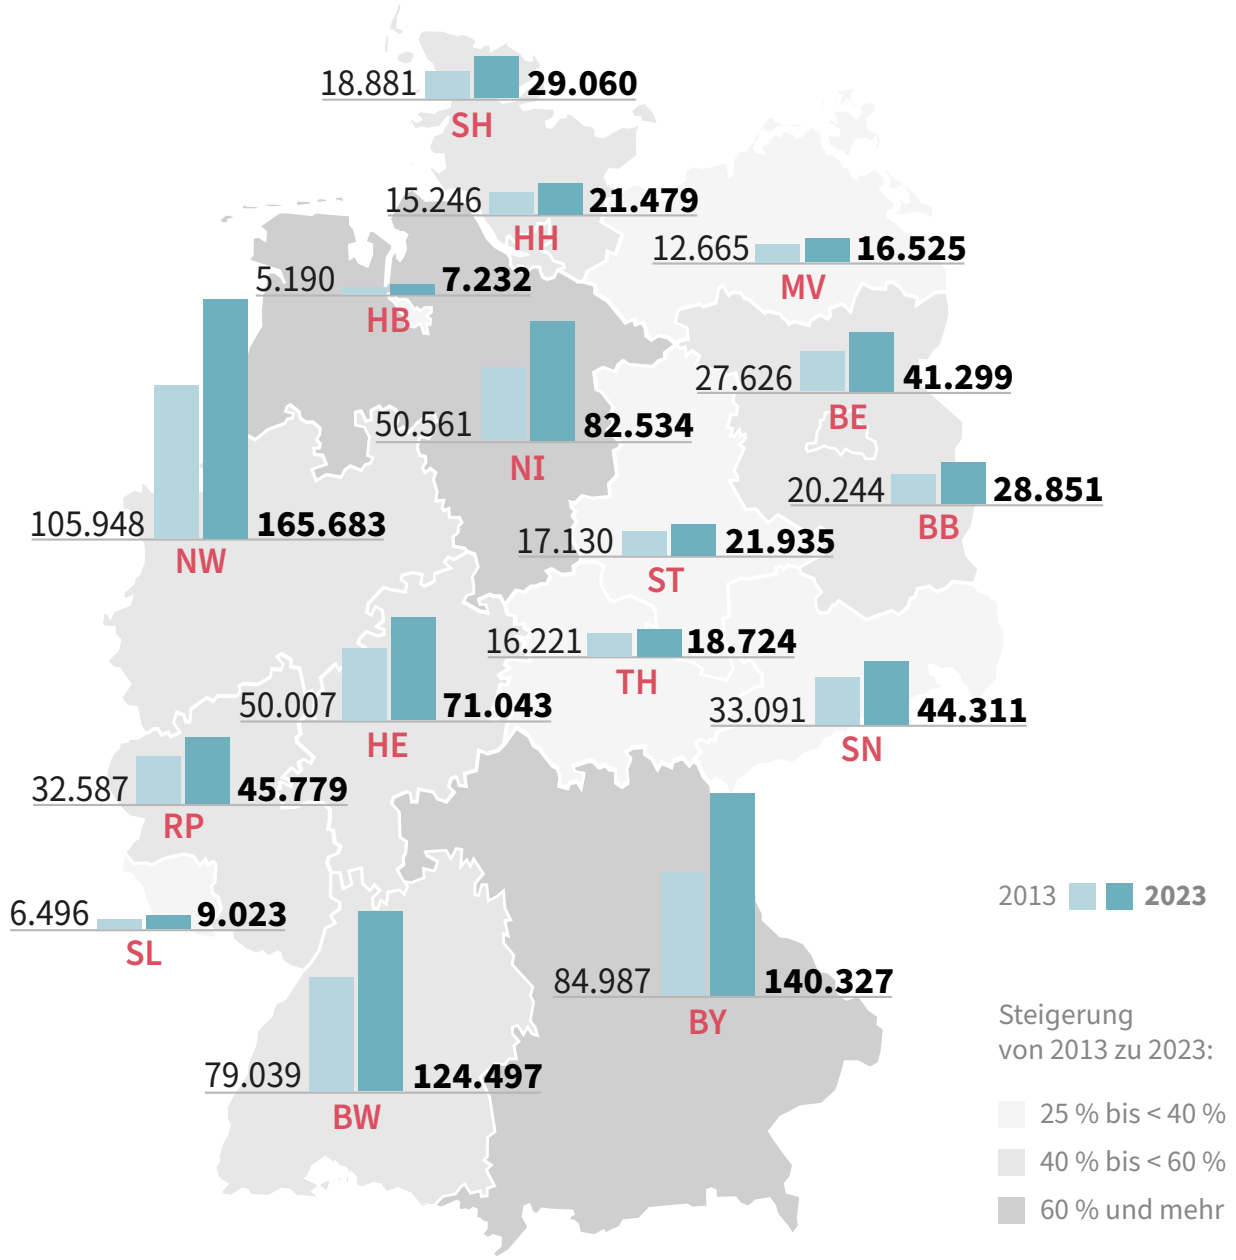 18.881 29.060
SH
15.246 21.479
HH
12.665 16.525
MV
5.190 7.232
HB
27.626 41.299
BE
50.561 82.534
NI
20.244 28.851
BB
105.948 165.683
NW
17.130 21.935
ST
16.221 18.724
TH
50.007 71.043
HE
33.091 44.311
SN
32.587 45.779
RP
6.496 9.023
SL
84.987 140.327
BY
79.039 124.497
BW
2013 2023
Steigerung
von 2013 zu 2023:
25 % bis < 40 %
40 % bis < 60 %
60 % und mehr